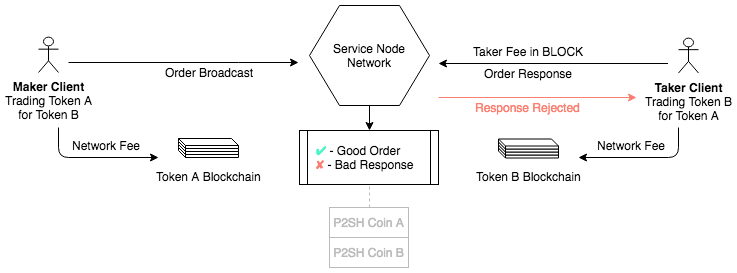 Service Node
Network
Order Broadcast
Taker Fee in BLOCK
Order Response
Maker Client
Trading Token A
for Token B
Taker Client
Trading Token B
for Token A
Response Rejected
Network Fee
Token A Blockchain
✔ - Good Order
✘ - Bad Response
Network Fee
Token B Blockchain
P2SH Coin A
P2SH Coin B